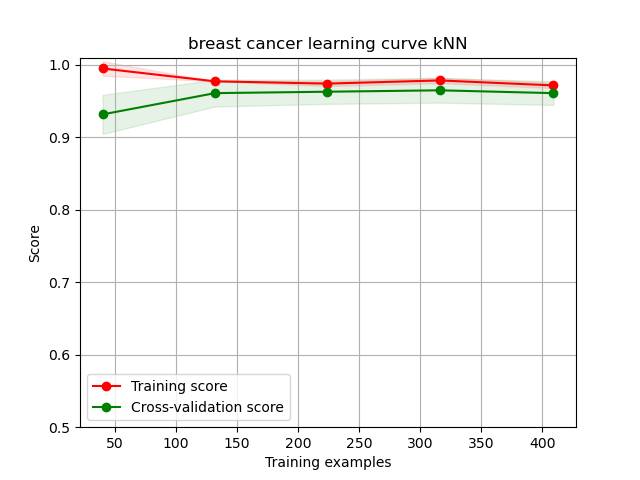 breast cancer learning curve kNN
1.0
0.9
0.8
0.7
0.6
0.5
Score
Training score
Cross-validation score
50 100 150 200 250 300 350 400
Training examples